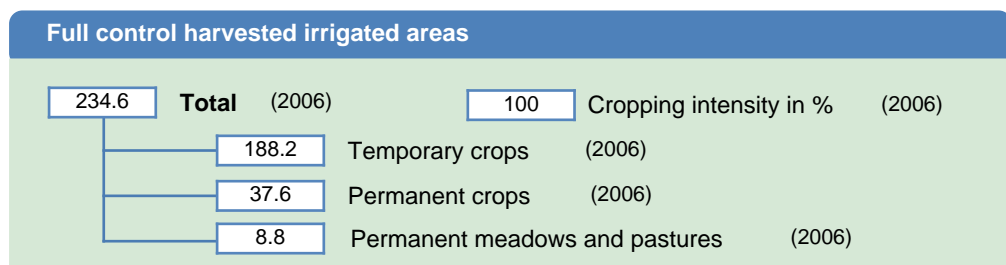 Full control harvested irrigated areas
234.6 Total (2006) 100 Cropping intensity in % (2006)
188.2 Temporary crops (2006)
37.6 Permanent crops (2006)
8.8 Permanent meadows and pastures (2006)